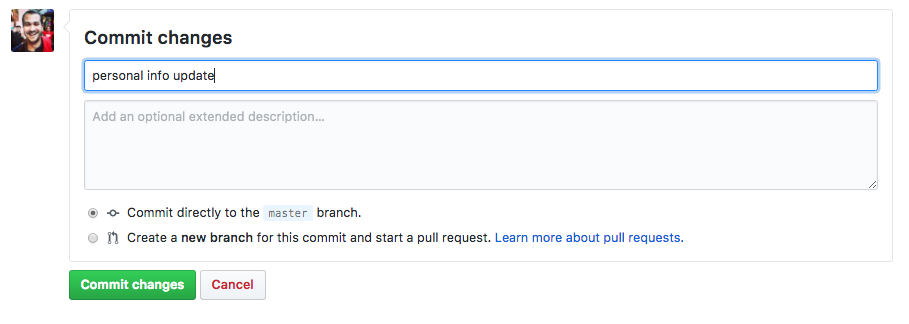 Commit changes
personal info update
Add an optional extended description...
Commit directly to the master branch.
Create a new branch for this commit and start a pull request. Learn more about pull requests.
Commit changes Cancel